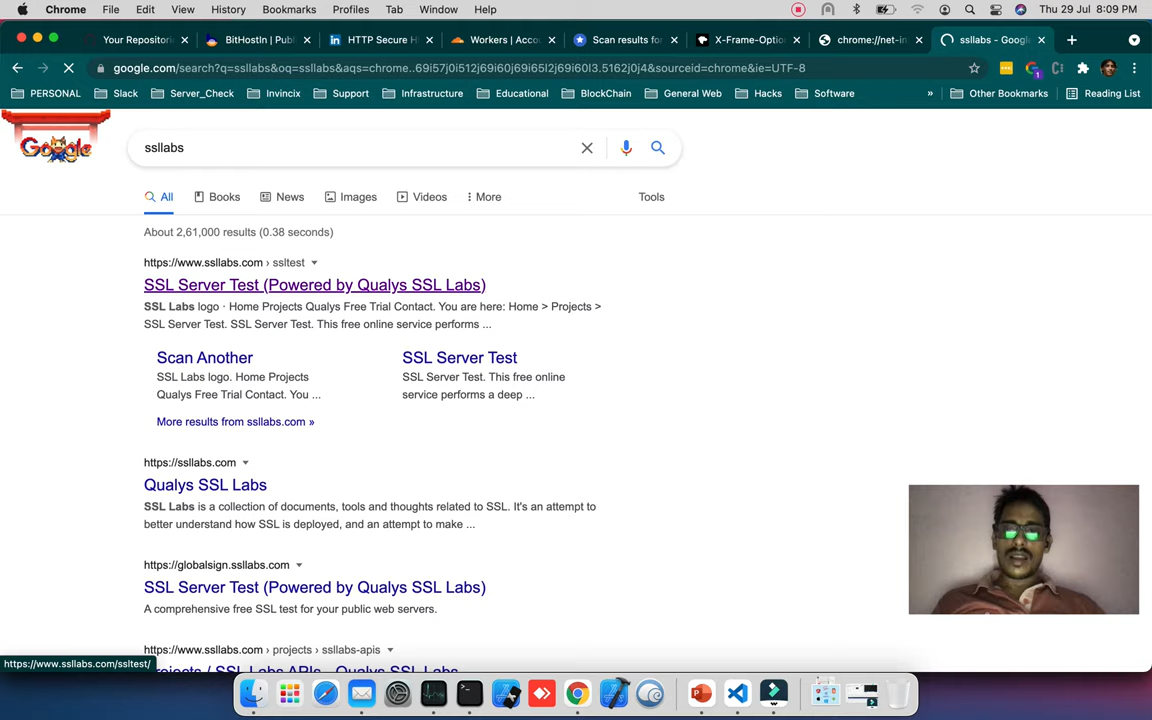 Chrome File Edit View History Bookmarks Profiles Tab Window Help Thu 29 Jul 8:09 PM
Your Repositori BitHostIn | Publ HTTP Secure H Workers | Acco Scan results fo X-Frame-Optio chrome://net-in ssllabs - Google
google.com/search?q=ssllabs&oq=ssllabs&aqs=chrome..69i57j0i512j69i60j69i65l2j69i60l3.5162j0j4&sourceid=chrome&ie=UTF-8
PERSONAL Slack Server_Check Invincix Support Infrastructure Educational BlockChain General Web Hacks Software » Other Bookmarks Reading List
Google
ssllabs
All Books News Images Videos More Tools
About 2,61,000 results (0.38 seconds)
https://www.ssllabs.com › ssltest
SSL Server Test (Powered by Qualys SSL Labs)
SSL Labs logo · Home Projects Qualys Free Trial Contact. You are here: Home > Projects >
SSL Server Test. SSL Server Test. This free online service performs ...
Scan Another SSL Server Test
SSL Labs logo. Home Projects SSL Server Test. This free online
Qualys Free Trial Contact. You ... service performs a deep ...
More results from ssllabs.com »
https://ssllabs.com
Qualys SSL Labs
SSL Labs is a collection of documents, tools and thoughts related to SSL. It's an attempt to
better understand how SSL is deployed, and an attempt to make ...
https://globalsign.ssllabs.com
SSL Server Test (Powered by Qualys SSL Labs)
A comprehensive free SSL test for your public web servers.
https://www.ssllabs.com › projects › ssllabs-apis
https://www.ssllabs.com/ssltest/
Projects / SSL Labs APIs - Qualys SSL Labs